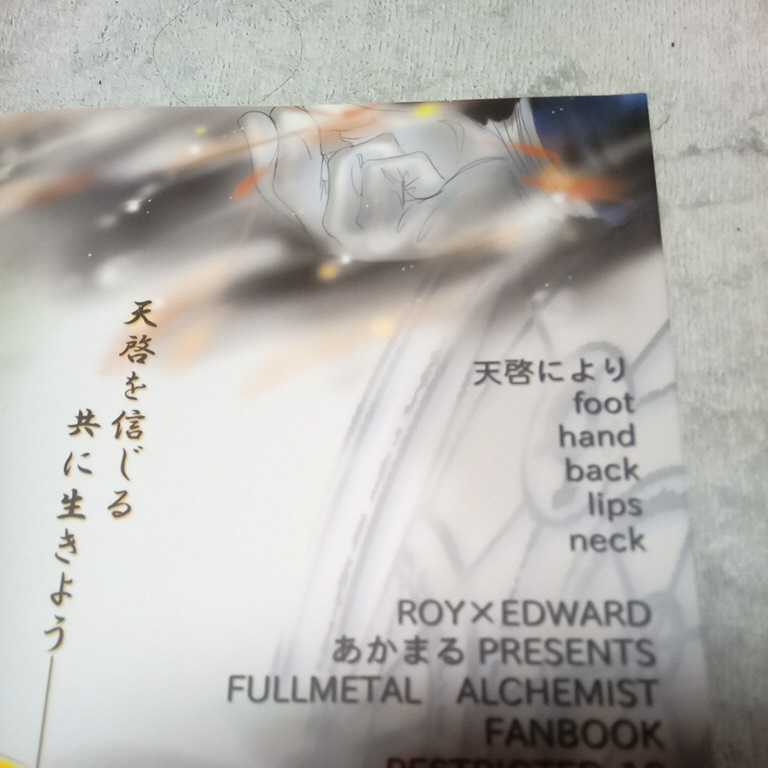 天啓を信じる
共に生きよう
天啓により
foot
hand
back
lips
neck
ROY×EDWARD
あかまる PRESENTS
FULLMETAL ALCHEMIST
FANBOOK